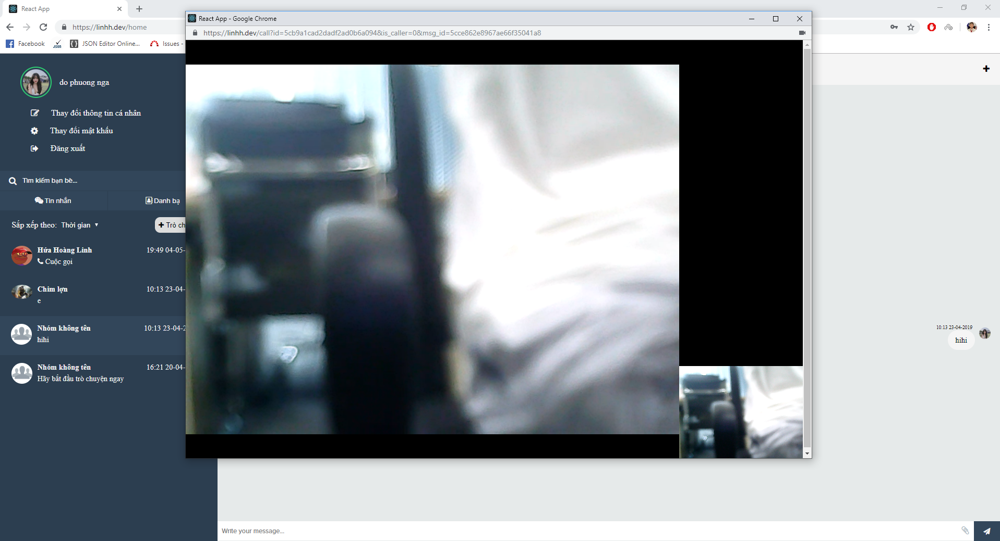 React App
https://linhh.dev/home
Facebook
JSON
JSON Editor Online...
Issues -
React App - Google Chrome
https://linhh.dev/call?id=5cb9a1cad2dadf2ad0b6a094&is_caller=0&msg_id=5cce862e8967ae66f35041a8
do phuong nga
Thay đổi thông tin cá nhân
Thay đổi mật khẩu
Đăng xuất
Tìm kiếm bạn bè...
Tin nhắn
Danh bạ
Sắp xếp theo: Thời gian
Trò ch
Hứa Hoàng Linh 19:49 04-05-
Cuộc gọi
Chim lợn 10:13 23-04-
e
Nhóm không tên 10:13 23-04-2
hihi
Nhóm không tên 16:21 20-04-
Hãy bắt đầu trò chuyện ngay
10:13 23-04-2019
hihi
Write your message...